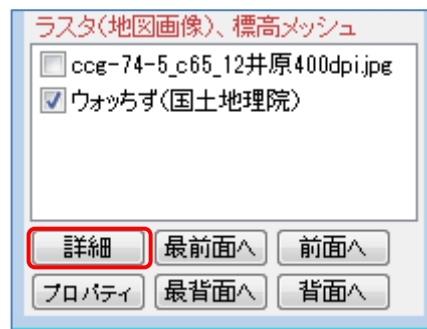 ラスタ(地図画像)、標高メッシュ
ccg-74-5_c65_12井原400dpi.jpg
ウォッちず(国土地理院)
詳細 最前面へ 前面へ
プロパティ 最背面へ 背面へ